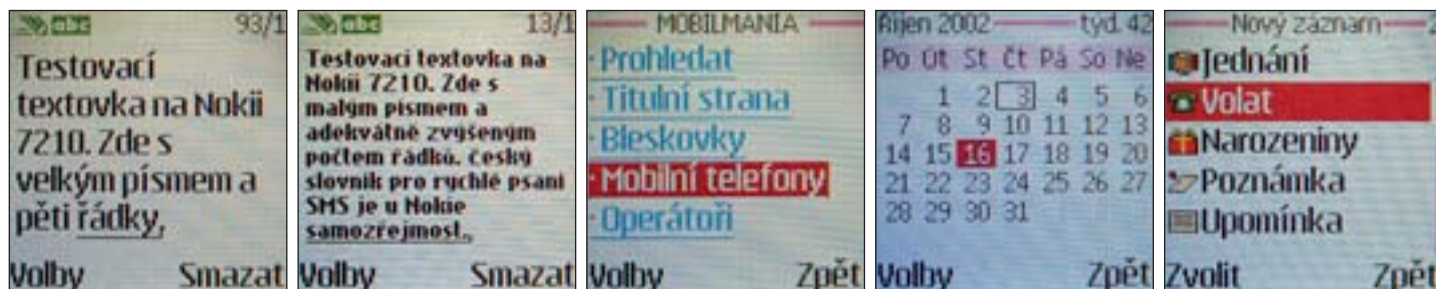 abc 93/1
Testovací
textovka na Nokii
7210. Zde s
velkým písmem a
pěti řádky,
Volby Smazat
abc 13/1
Testovací textovka na
Nokii 7210. Zde s
malým písmem a
adekvátně zvýšeným
počtem řádků. český
slovník pro rychlé psaní
SMS je u Nokie
samozřejmost.,
Volby Smazat
MOBILMANIA
Prohledat
Titulní strana
Bleskovky
Mobilní telefony
Operátoři
Volby Zpět
Říjen 2002 týd. 42
Po Út St Čt Pá So Ne
1 2 3 4 5 6
7 8 9 10 11 12 13
14 15 16 17 18 19 20
21 22 23 24 25 26 27
28 29 30 31
Volby Zpět
Nový záznam 2
Jednání
Volat
Narozeniny
Poznámka
Upomínka
Zvolit Zpět